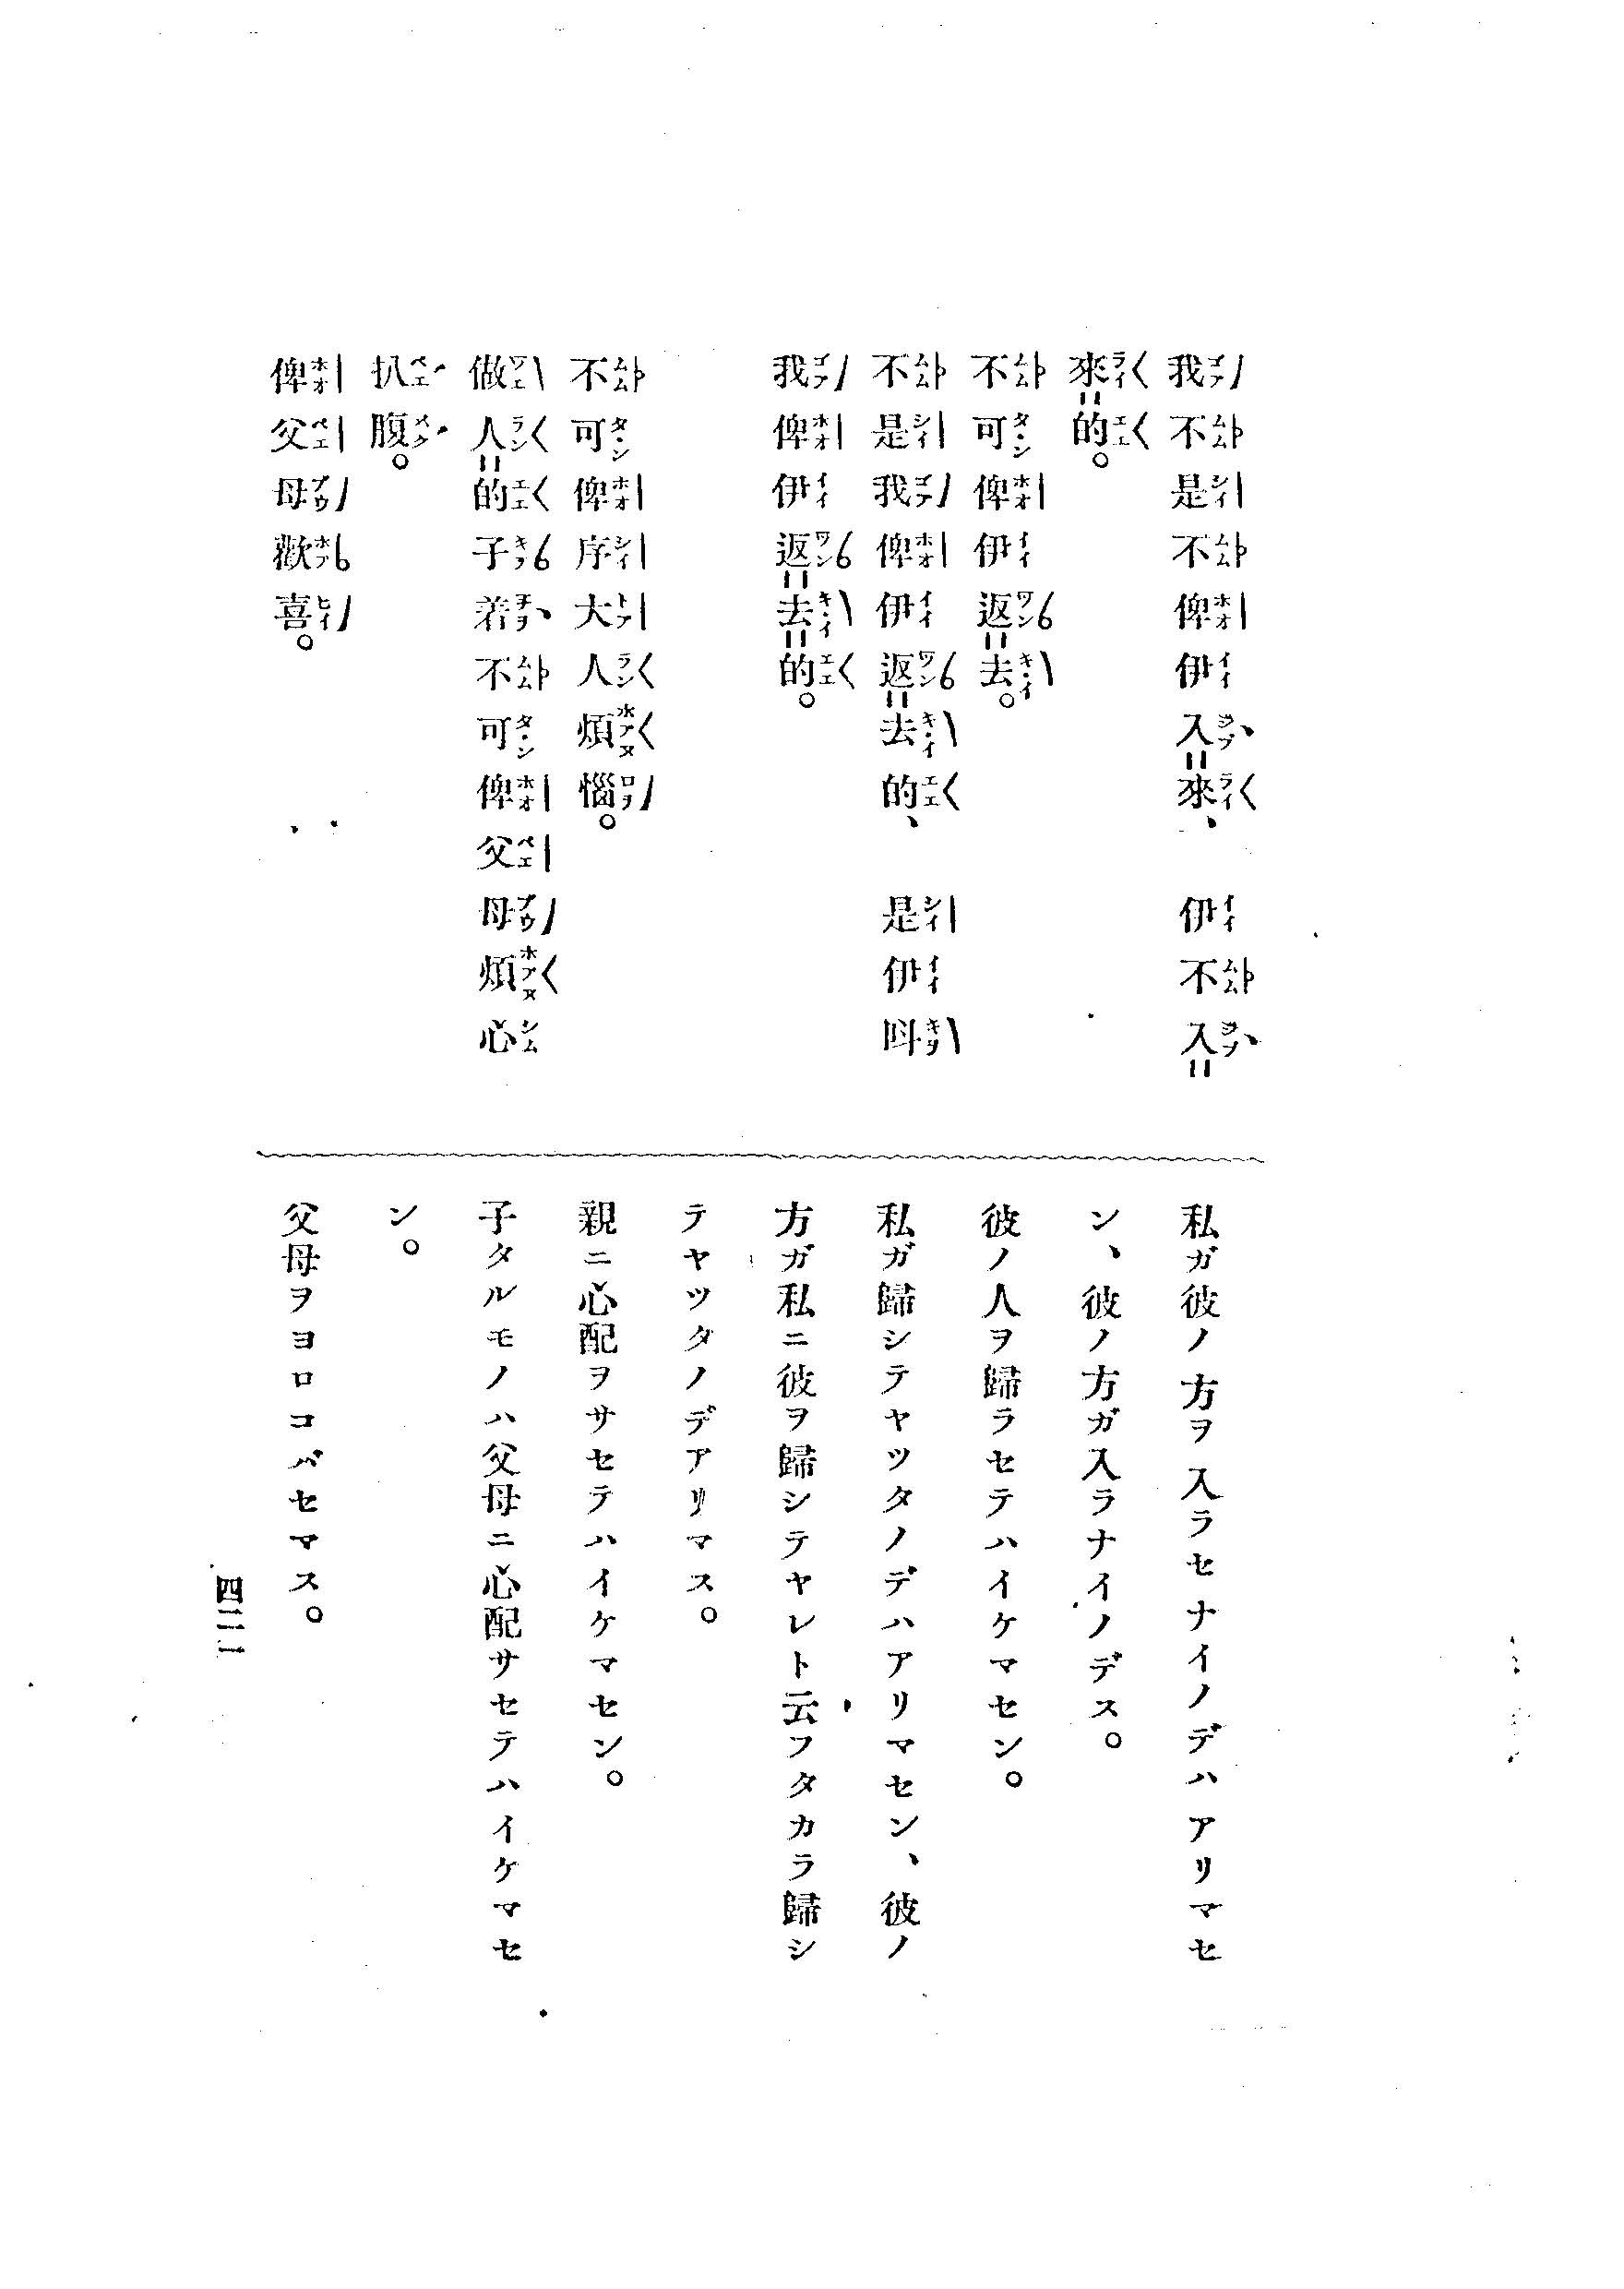 我不是不俾伊入=來、伊不入=
來=的。
不可俾伊返=去。
不是我俾伊返=去的、是伊呌
我俾伊返=去=的。
不可俾序大人煩惱。
做人=的子着不可俾父母煩心
扒腹。
俾父母歡喜。
私ガ彼ノ方ヲ入ラセナイノデハアリマセ
ン、彼ノ方ガ入ラナイノデス。
彼ノ人ヲ歸ラセテハイケマセン。
私ガ歸シテヤツタノデハアリマセン、彼ノ
方ガ私ニ彼ヲ歸シテヤレト云フタカラ歸シ
テヤツタノデアリマス。
親ニ心配ヲサセテハイケマセン。
子タルモノハ父母ニ心配サセテハイケマセ
ン。
父母ヲヨロコバセマス。
四二一